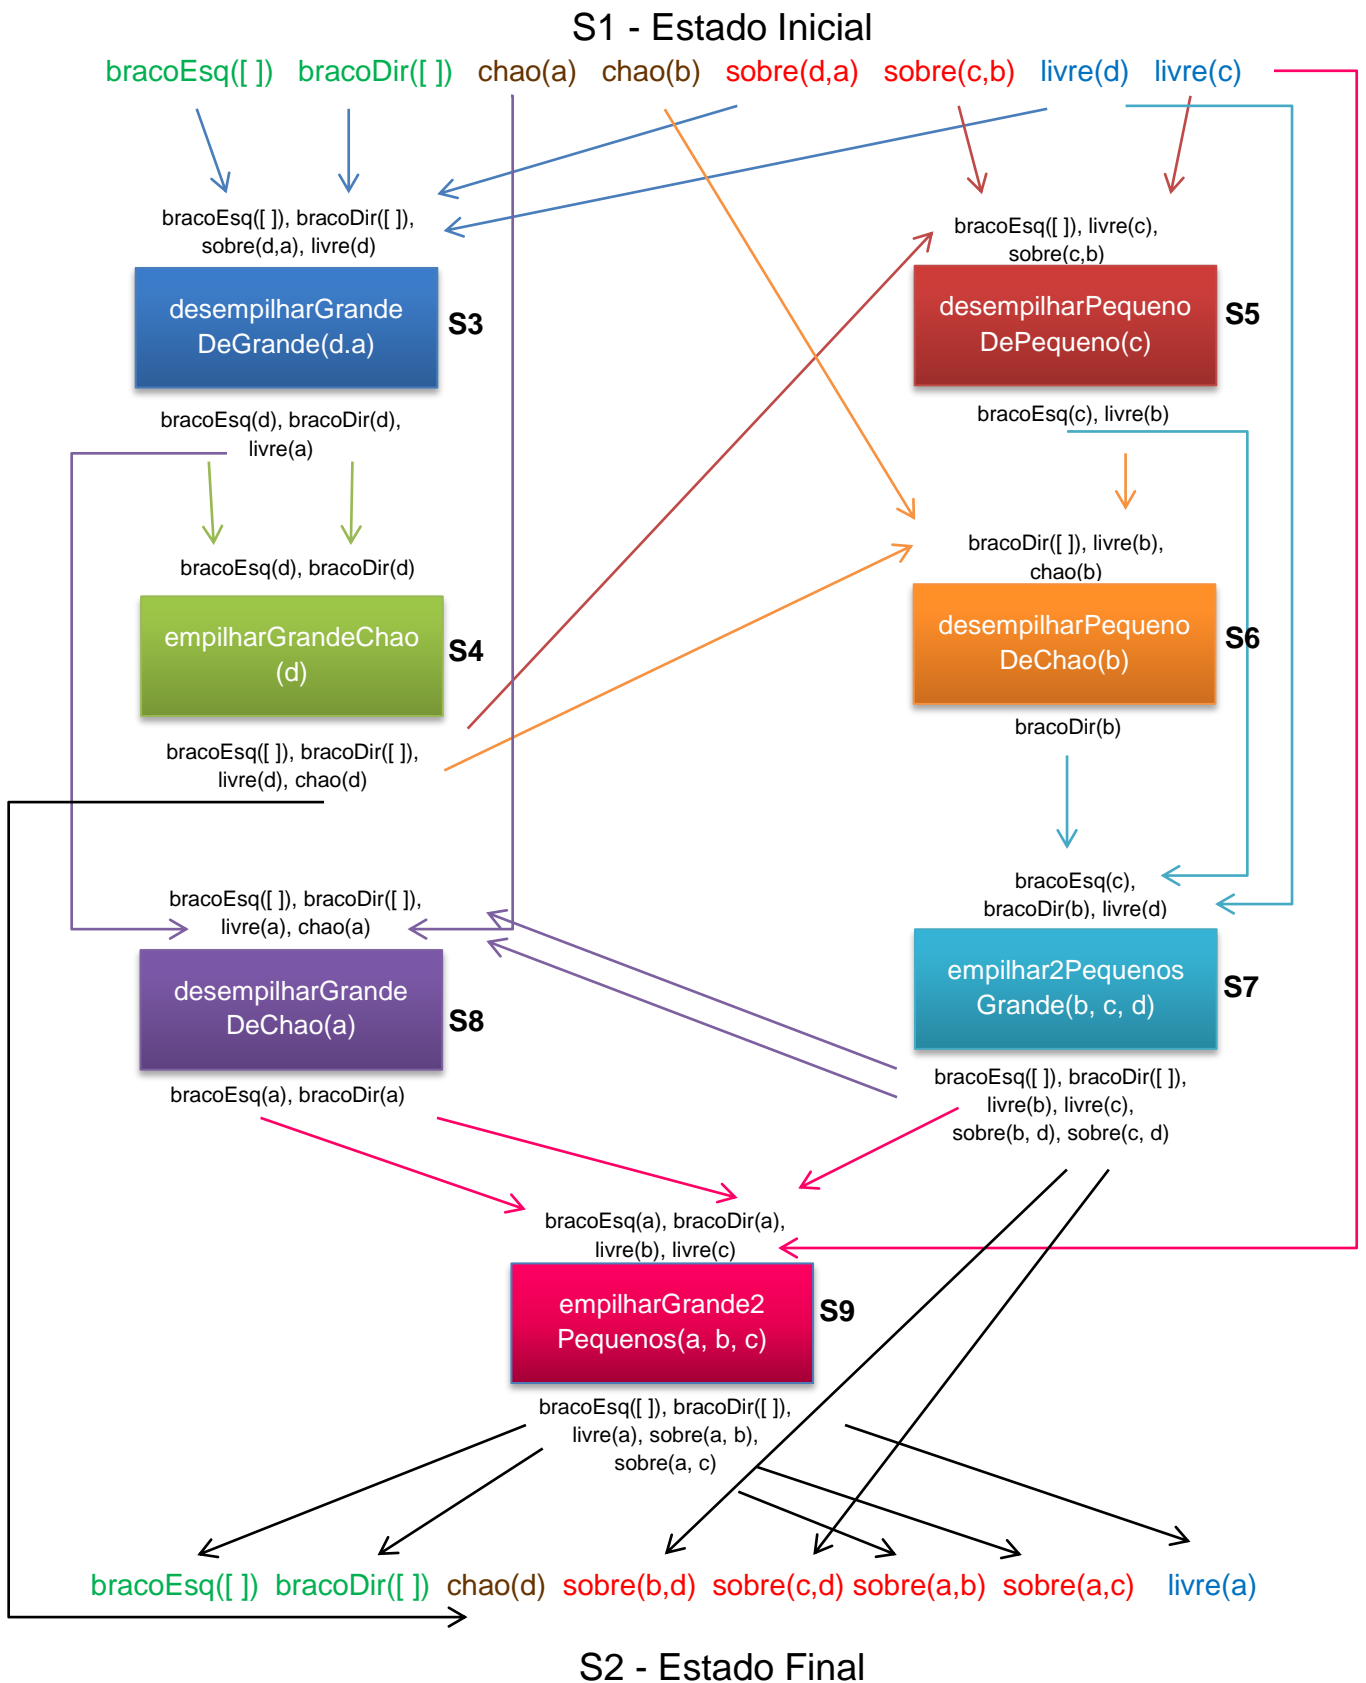 S1 - Estado Inicial
bracoEsq([ ]) bracoDir([ ]) chao(a) chao(b) sobre(d,a) sobre(c,b) livre(d) livre(c)
bracoEsq([ ]), bracoDir([ ]),
sobre(d,a), livre(d)
desempilharGrande
DeGrande(d.a)
S3
bracoEsq(d), bracoDir(d),
livre(a)
bracoEsq([ ]), livre(c),
sobre(c,b)
desempilharPequeno
DePequeno(c)
S5
bracoEsq(c), livre(b)
bracoEsq(d), bracoDir(d)
empilharGrandeChao
(d)
S4
bracoEsq([ ]), bracoDir([ ]),
livre(d), chao(d)
bracoDir([ ]), livre(b),
chao(b)
desempilharPequeno
DeChao(b)
S6
bracoDir(b)
bracoEsq([ ]), bracoDir([ ]),
livre(a), chao(a)
desempilharGrande
DeChao(a)
S8
bracoEsq(a), bracoDir(a)
bracoEsq(c),
bracoDir(b), livre(d)
empilhar2Pequenos
Grande(b, c, d)
S7
bracoEsq([ ]), bracoDir([ ]),
livre(b), livre(c),
sobre(b, d), sobre(c, d)
bracoEsq(a), bracoDir(a),
livre(b), livre(c)
empilharGrande2
Pequenos(a, b, c)
S9
bracoEsq([ ]), bracoDir([ ]),
livre(a), sobre(a, b),
sobre(a, c)
bracoEsq([ ]) bracoDir([ ]) chao(d) sobre(b,d) sobre(c,d) sobre(a,b) sobre(a,c) livre(a)
S2 - Estado Final